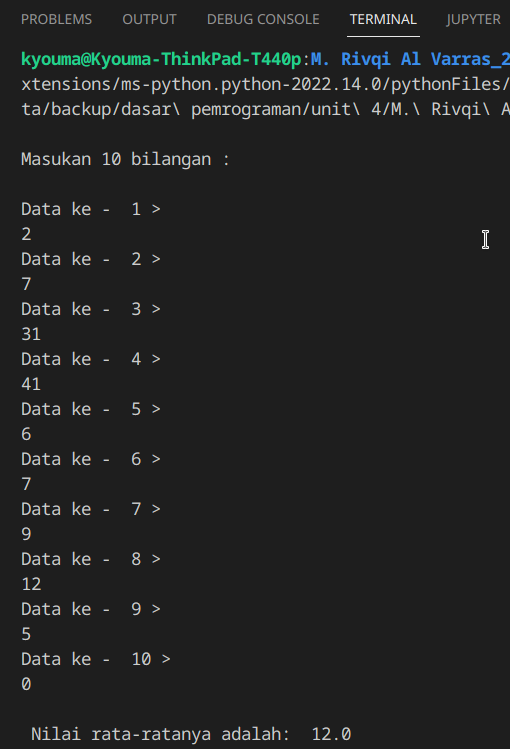 PROBLEMS OUTPUT DEBUG CONSOLE TERMINAL JUPYTER
kyouma@Kyouma-ThinkPad-T440p:M. Rivqi Al Varras_2
xtensions/ms-python.python-2022.14.0/pythonFiles/
ta/backup/dasar\ pemrograman/unit\ 4/M.\ Rivqi\ A
Masukan 10 bilangan :
Data ke -  1 >
2
Data ke -  2 >
7
Data ke -  3 >
31
Data ke -  4 >
41
Data ke -  5 >
6
Data ke -  6 >
7
Data ke -  7 >
9
Data ke -  8 >
12
Data ke -  9 >
5
Data ke -  10 >
0
Nilai rata-ratanya adalah:  12.0